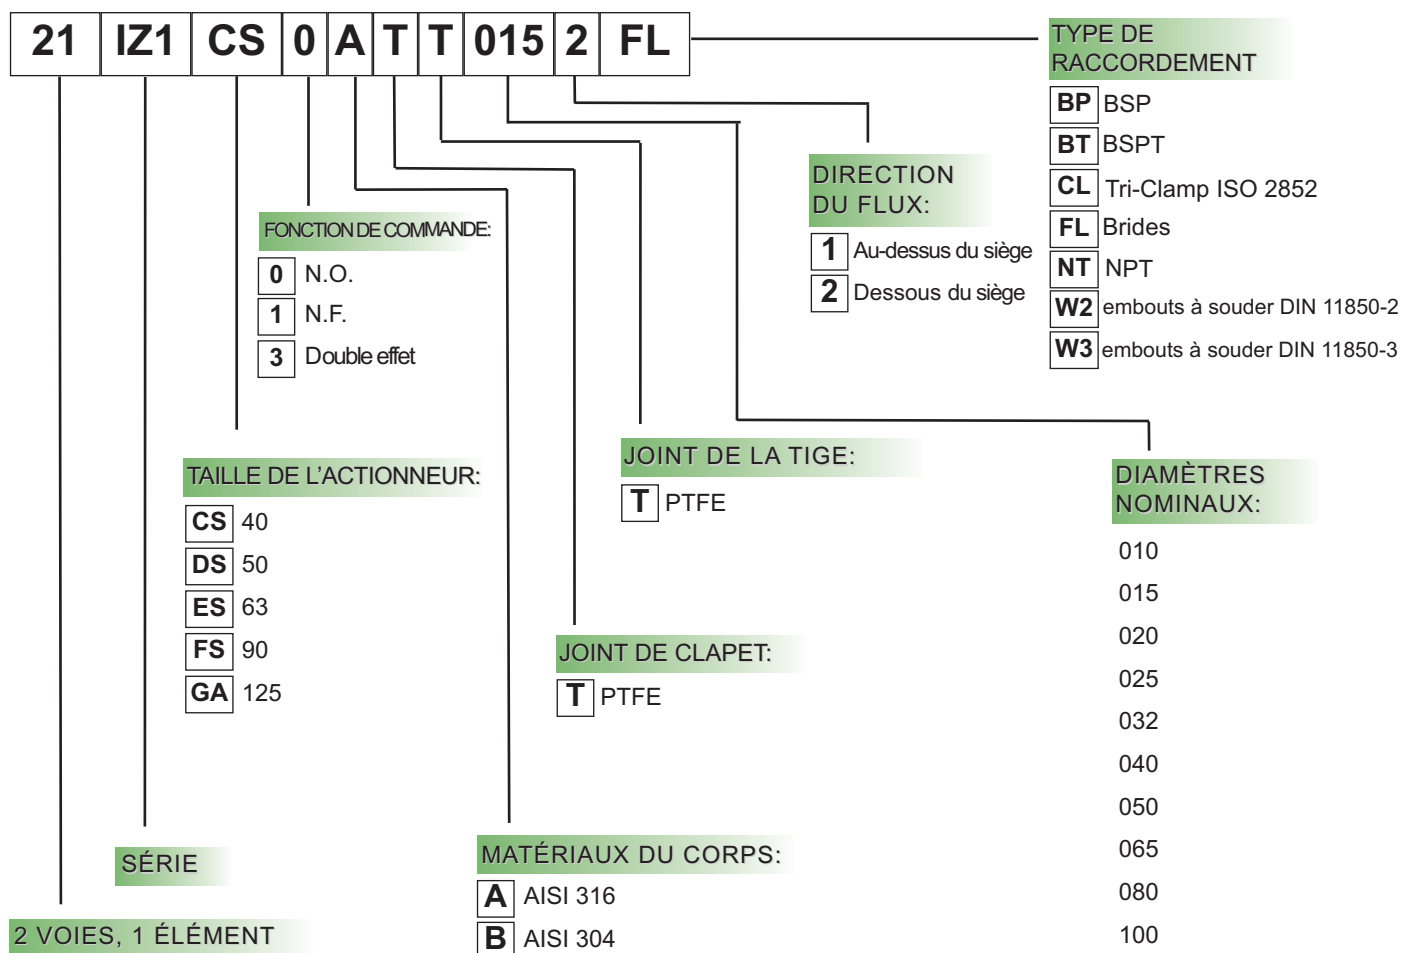 21 IZ1 CS 0 A T T 015 2 FL
TYPE DE
RACCORDEMENT
BP BSP
BT BSPT
CL Tri-Clamp ISO 2852
FL Brides
NT NPT
W2 embouts à souder DIN 11850-2
W3 embouts à souder DIN 11850-3
DIRECTION
DU FLUX:
1 Au-dessus du siège
2 Dessous du siège
FONCTION DE COMMANDE:
0 N.O.
1 N.F.
3 Double effet
TAILLE DE L'ACTIONNEUR:
CS 40
DS 50
ES 63
FS 90
GA 125
JOINT DE LA TIGE:
T PTFE
DIAMÈTRES
NOMINAUX:
010
015
020
025
032
040
050
065
080
100
JOINT DE CLAPET:
T PTFE
MATÉRIAUX DU CORPS:
A AISI 316
B AISI 304
SÉRIE
2 VOIES, 1 ÉLÉMENT